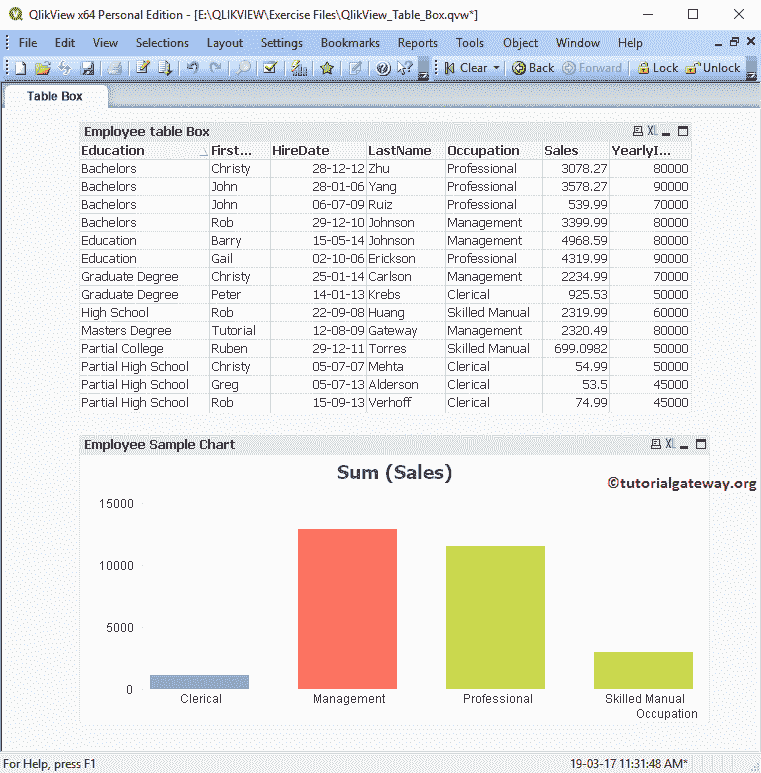 QlikView x64 Personal Edition - [E:\QLIKVIEW\Exercise Files\QlikView_Table_Box.qvw*]
File Edit View Selections Layout Settings Bookmarks Reports Tools Object Window Help
Clear Back Forward Lock Unlock
Table Box
Employee table Box XL
Education First... HireDate LastName Occupation Sales YearlyI...
Bachelors Christy 28-12-12 Zhu Professional 3078.27 80000
Bachelors John 28-01-06 Yang Professional 3578.27 90000
Bachelors John 06-07-09 Ruiz Professional 539.99 70000
Bachelors Rob 29-12-10 Johnson Management 3399.99 80000
Education Barry 15-05-14 Johnson Management 4968.59 80000
Education Gail 02-10-06 Erickson Professional 4319.99 90000
Graduate Degree Christy 25-01-14 Carlson Management 2234.99 70000
Graduate Degree Peter 14-01-13 Krebs Clerical 925.53 50000
High School Rob 22-09-08 Huang Skilled Manual 2319.99 60000
Masters Degree Tutorial 12-08-09 Gateway Management 2320.49 80000
Partial College Ruben 29-12-11 Torres Skilled Manual 699.0982 50000
Partial High School Christy 05-07-07 Mehta Clerical 54.99 50000
Partial High School Greg 05-07-13 Alderson Clerical 53.5 45000
Partial High School Rob 15-09-13 Verhoff Clerical 74.99 45000
Employee Sample Chart XL
Sum (Sales)
©tutorialgateway.org
15000
10000
5000
0
Clerical Management Professional Skilled Manual
Occupation
For Help, press F1 19-03-17 11:31:48 AM*